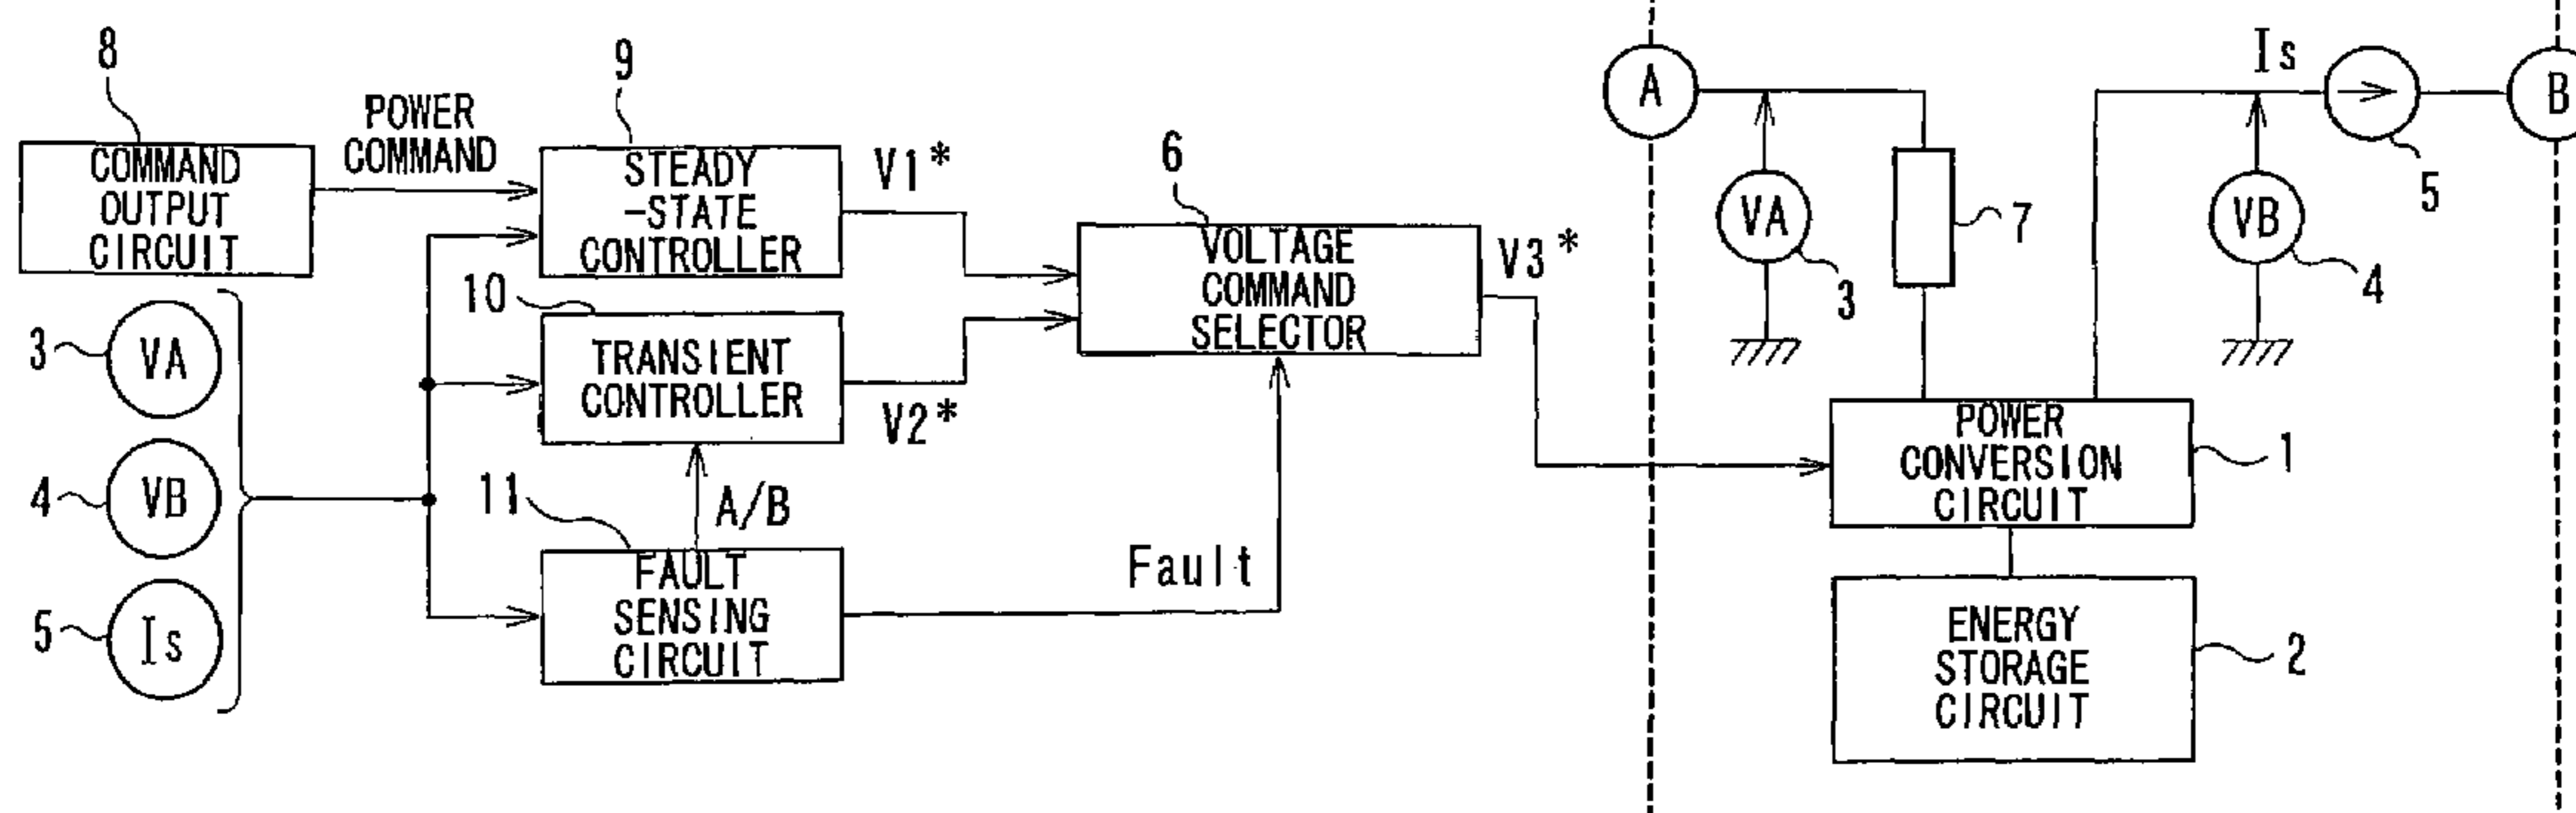 8
POWER
COMMAND
COMMAND
OUTPUT
CIRCUIT
9
STEADY
-STATE
CONTROLLER
V1*
10
TRANSIENT
CONTROLLER
V2*
3
VA
4
VB
5
Is
11
A/B
FAULT
SENSING
CIRCUIT
Fault
6
VOLTAGE
COMMAND
SELECTOR
V3*
A
VA
3
7
Is
5
B
VB
4
POWER
CONVERSION
CIRCUIT
1
ENERGY
STORAGE
CIRCUIT
2